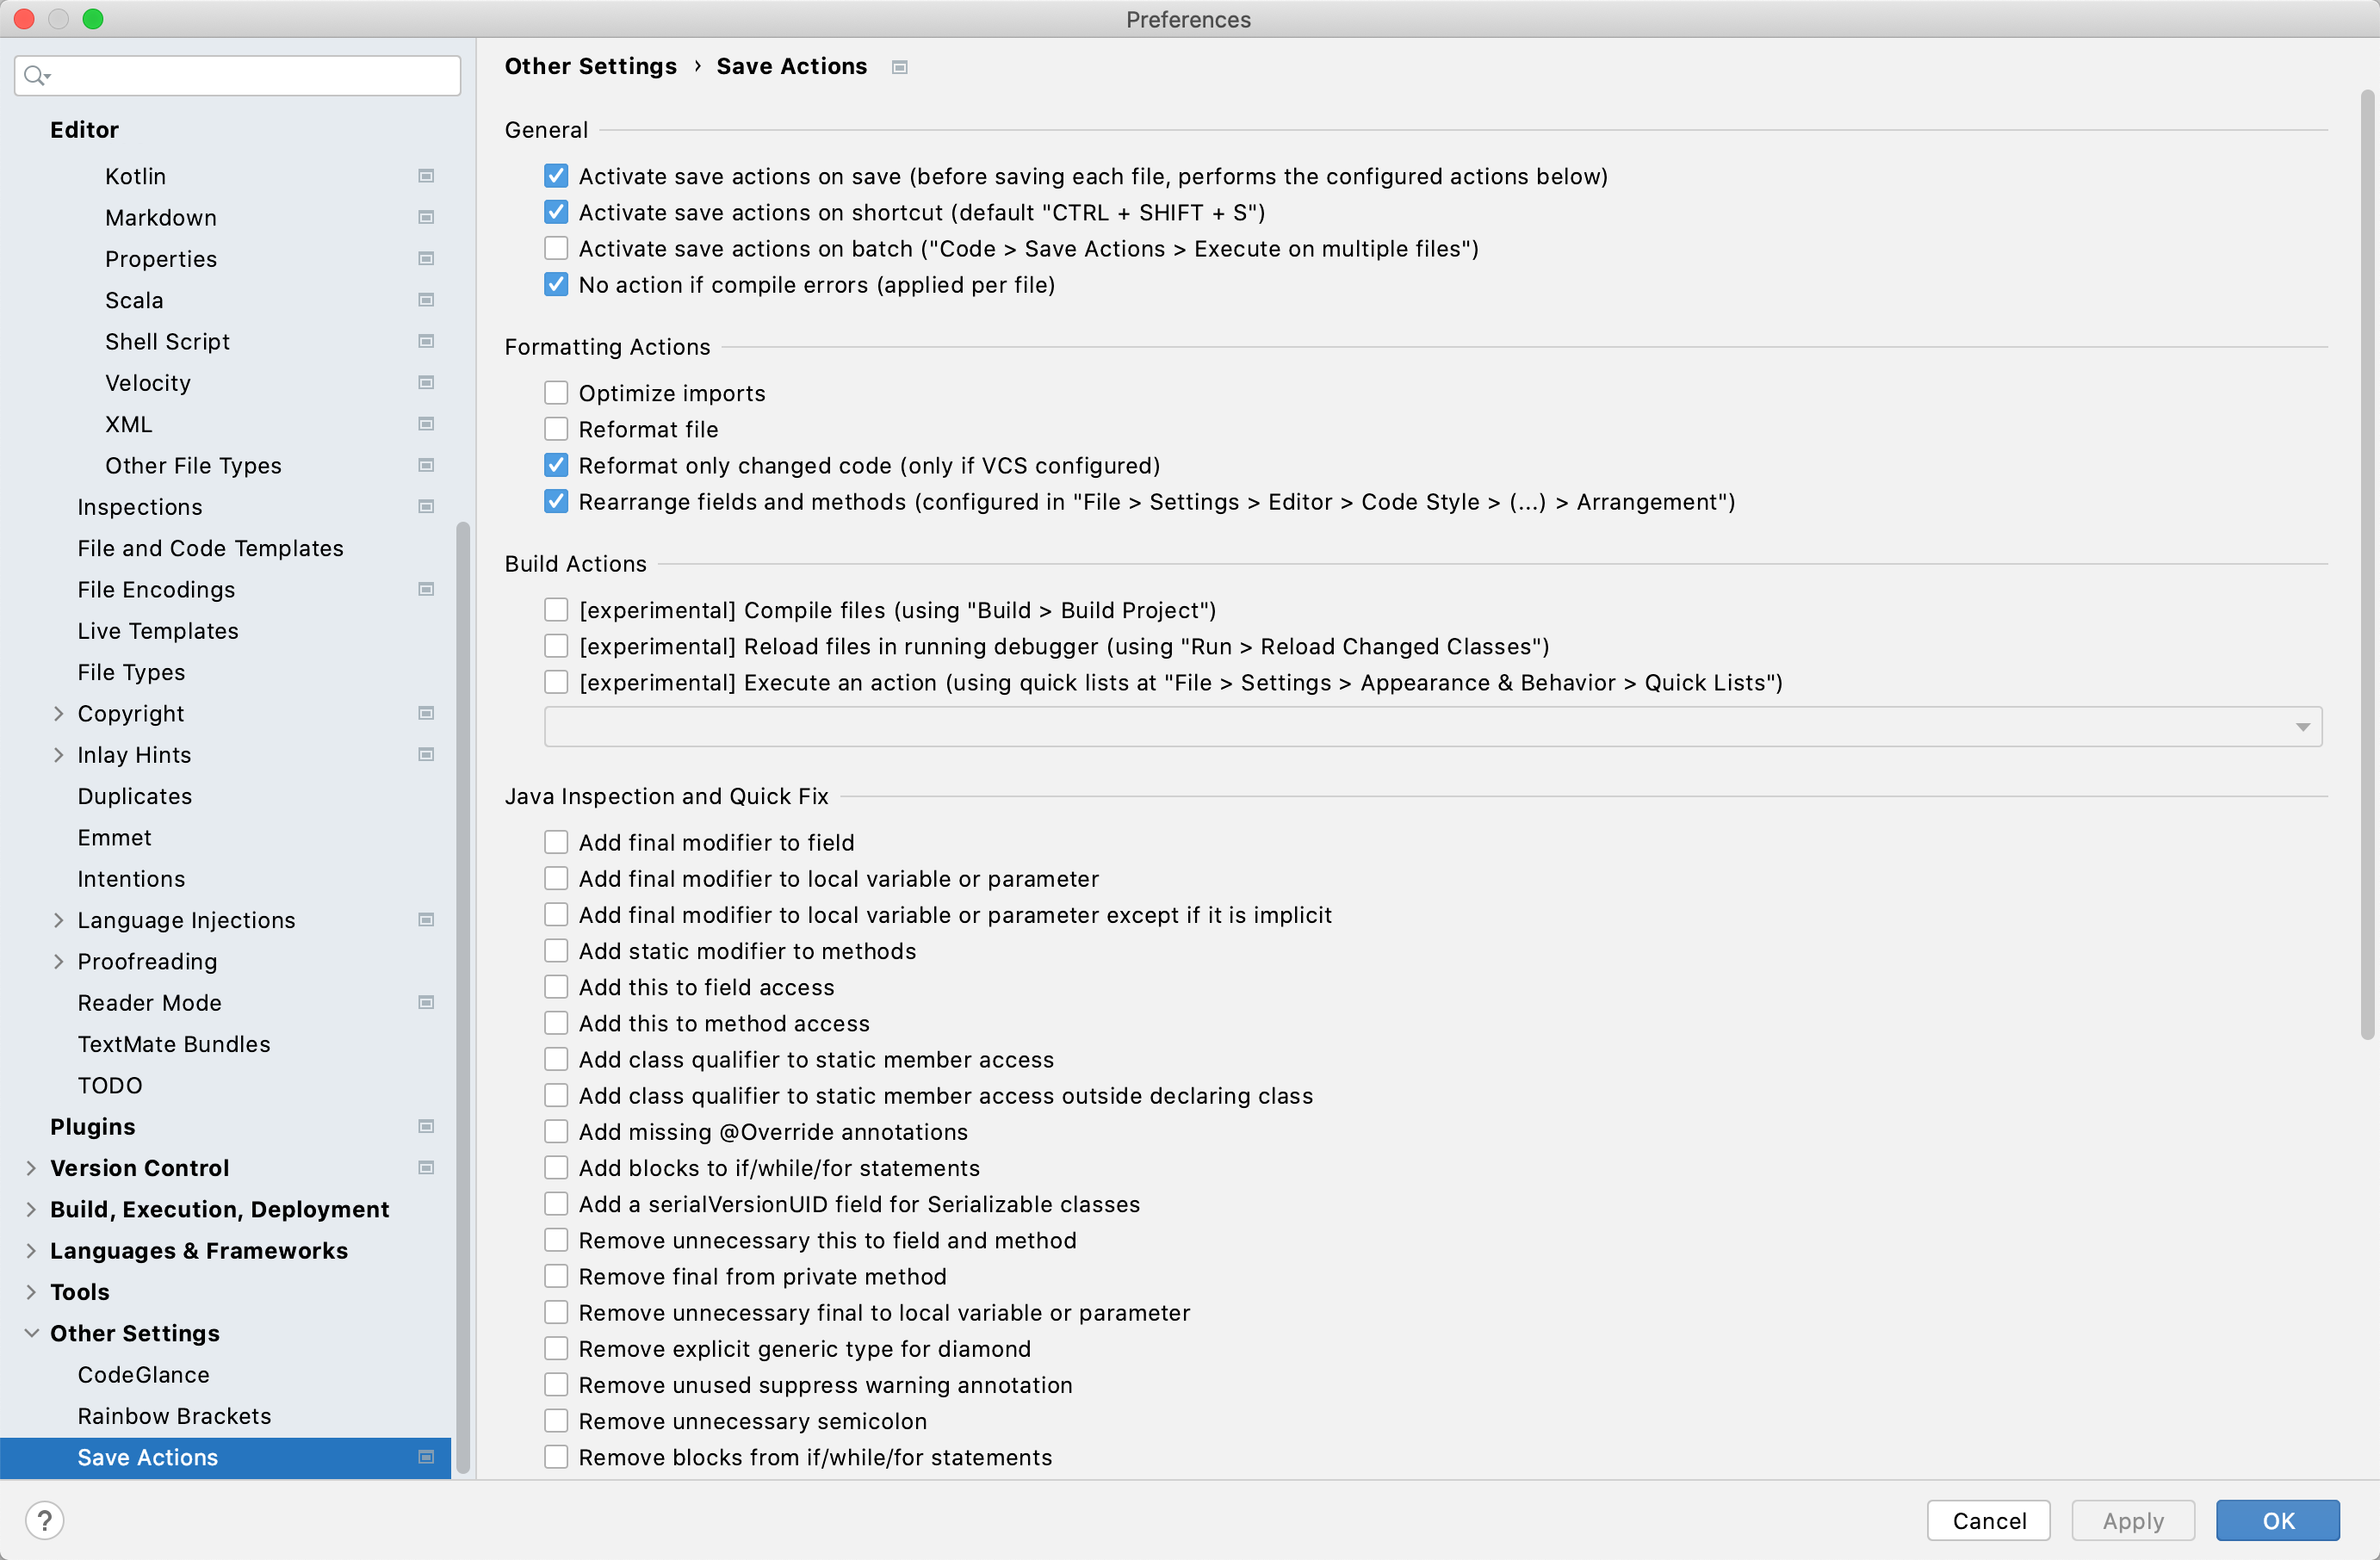 Preferences
Editor
Kotlin
Markdown
Properties
Scala
Shell Script
Velocity
XML
Other File Types
Inspections
File and Code Templates
File Encodings
Live Templates
File Types
Copyright
Inlay Hints
Duplicates
Emmet
Intentions
Language Injections
Proofreading
Reader Mode
TextMate Bundles
TODO
Plugins
Version Control
Build, Execution, Deployment
Languages & Frameworks
Tools
Other Settings
CodeGlance
Rainbow Brackets
Save Actions
Other Settings › Save Actions
General
Activate save actions on save (before saving each file, performs the configured actions below)
Activate save actions on shortcut (default "CTRL + SHIFT + S")
Activate save actions on batch ("Code > Save Actions > Execute on multiple files")
No action if compile errors (applied per file)
Formatting Actions
Optimize imports
Reformat file
Reformat only changed code (only if VCS configured)
Rearrange fields and methods (configured in "File > Settings > Editor > Code Style > (...) > Arrangement")
Build Actions
[experimental] Compile files (using "Build > Build Project")
[experimental] Reload files in running debugger (using "Run > Reload Changed Classes")
[experimental] Execute an action (using quick lists at "File > Settings > Appearance & Behavior > Quick Lists")
Java Inspection and Quick Fix
Add final modifier to field
Add final modifier to local variable or parameter
Add final modifier to local variable or parameter except if it is implicit
Add static modifier to methods
Add this to field access
Add this to method access
Add class qualifier to static member access
Add class qualifier to static member access outside declaring class
Add missing @Override annotations
Add blocks to if/while/for statements
Add a serialVersionUID field for Serializable classes
Remove unnecessary this to field and method
Remove final from private method
Remove unnecessary final to local variable or parameter
Remove explicit generic type for diamond
Remove unused suppress warning annotation
Remove unnecessary semicolon
Remove blocks from if/while/for statements
?
Cancel
Apply
OK